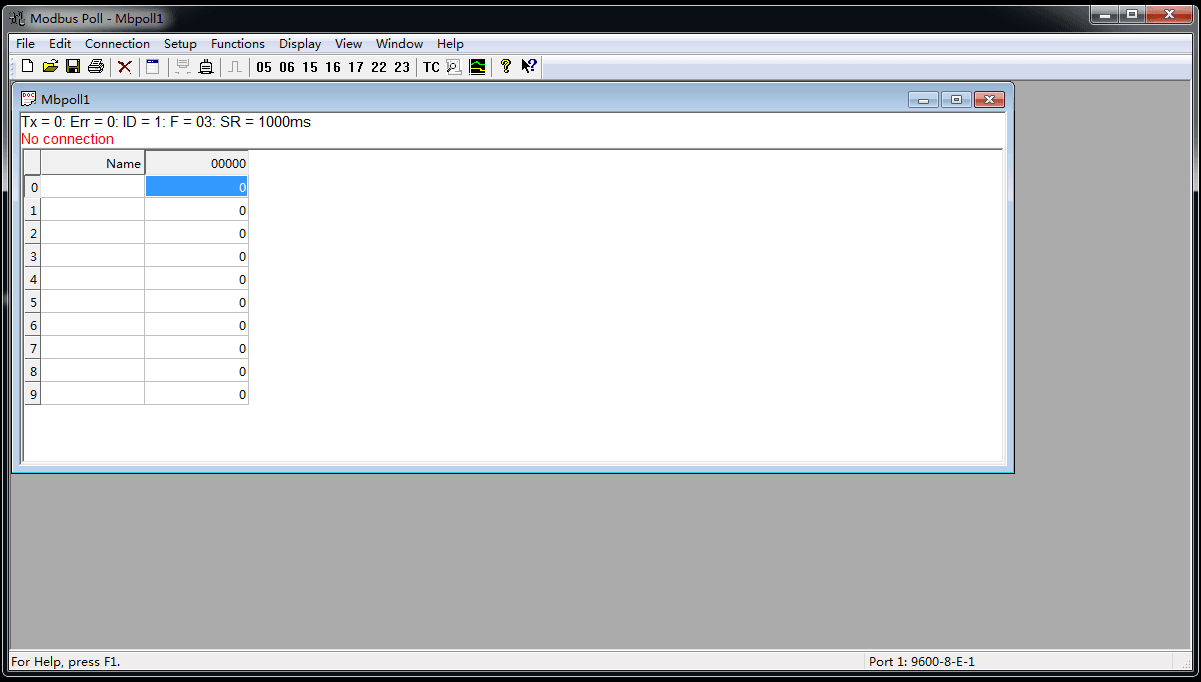 Modbus Poll - Mbpoll1
File Edit Connection Setup Functions Display View Window Help
05 06 15 16 17 22 23 TC
Mbpoll1
Tx = 0: Err = 0: ID = 1: F = 03: SR = 1000ms
No connection
Name 00000
0 0
1 0
2 0
3 0
4 0
5 0
6 0
7 0
8 0
9 0
For Help, press F1. Port 1: 9600-8-E-1